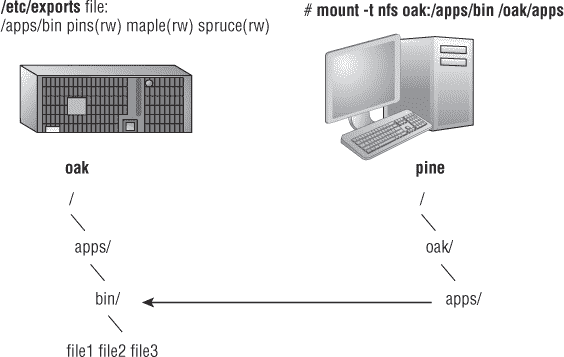 /etc/exports file:
/apps/bin pins(rw) maple(rw) spruce(rw)
# mount -t nfs oak:/apps/bin /oak/apps
oak
pine
/
/
apps/
oak/
bin/
apps/
file1 file2 file3